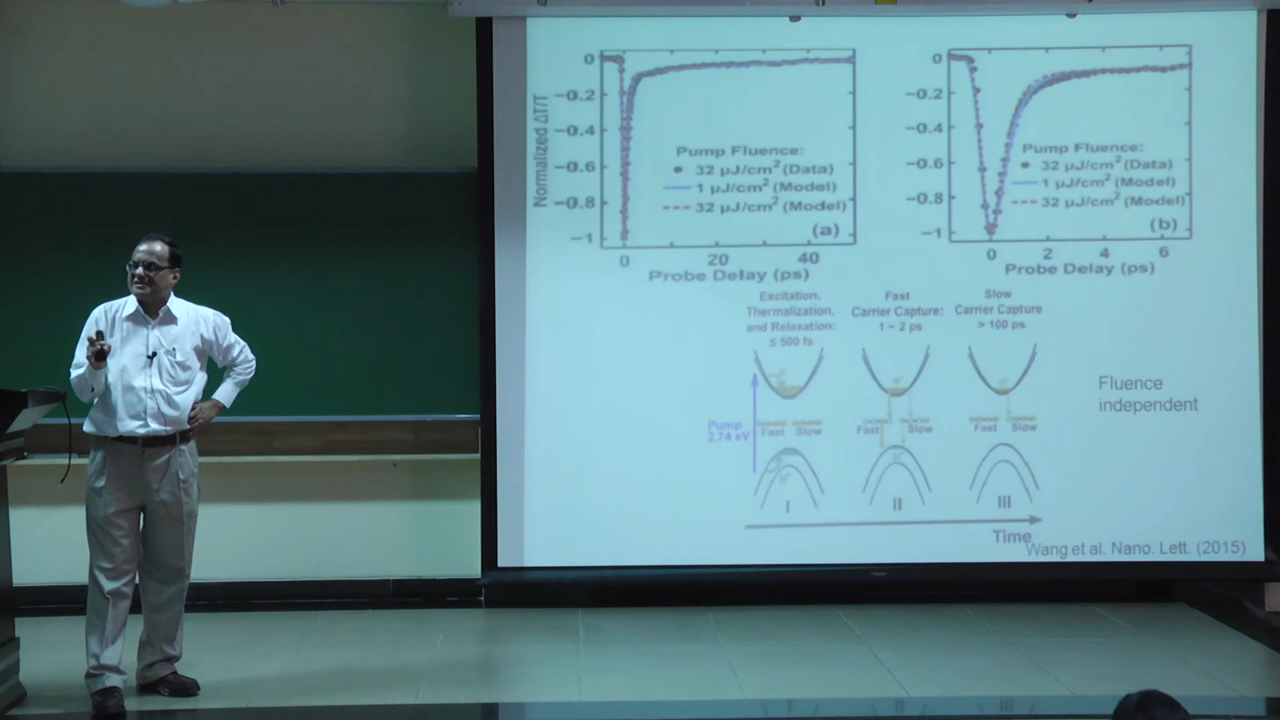 Normalized ΔT/T
0
−0.2
−0.4
−0.6
−0.8
−1
Pump Fluence:
32 μJ/cm² (Data)
1 μJ/cm² (Model)
32 μJ/cm² (Model)
(a)
0
20
40
Probe Delay (ps)
0
−0.2
−0.4
−0.6
−0.8
−1
Pump Fluence:
32 μJ/cm² (Data)
1 μJ/cm² (Model)
32 μJ/cm² (Model)
(b)
0
2
4
6
Probe Delay (ps)
Excitation,
Thermalization,
and Relaxation:
≤ 500 fs
Fast
Carrier Capture:
1 ~ 2 ps
Slow
Carrier Capture
> 100 ps
Pump
2.74 eV
Fast Slow
I
Fast Slow
II
Fast Slow
III
Time
Fluence
independent
Wang et al. Nano. Lett. (2015)